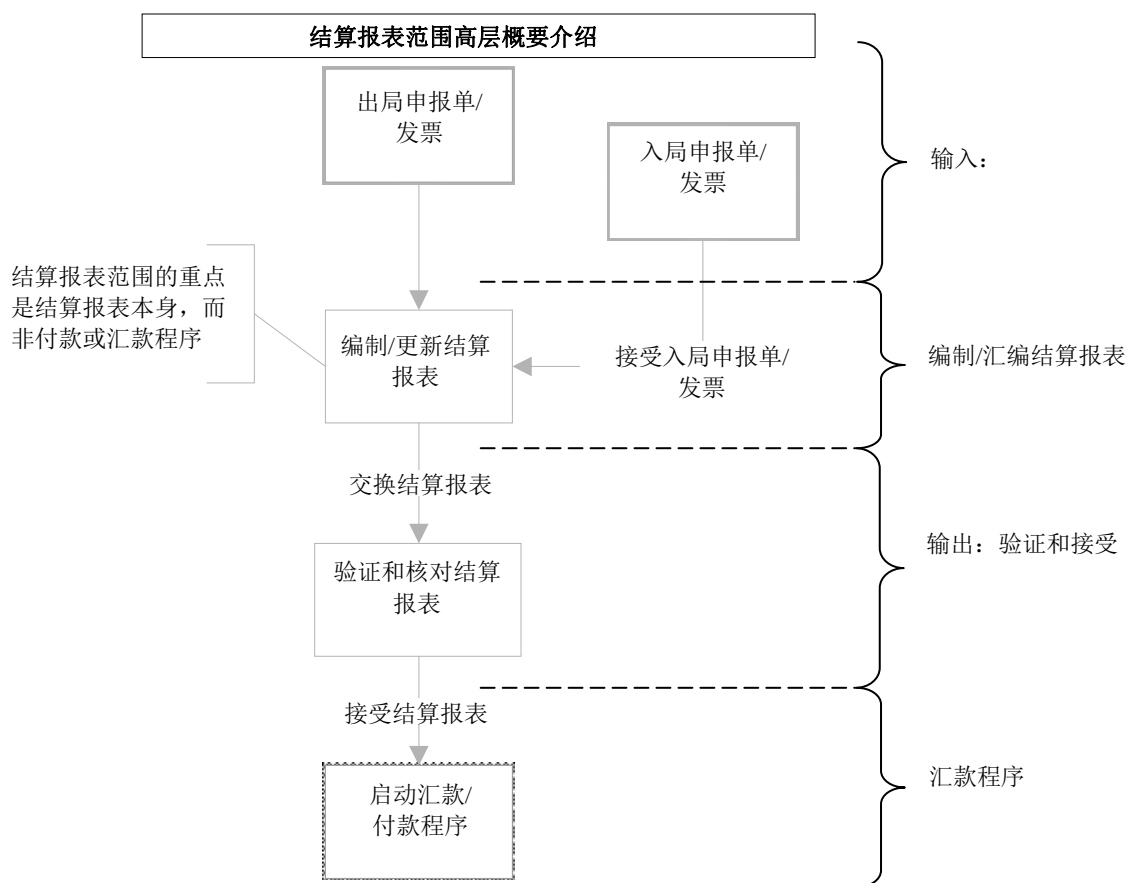 结算报表范围高层概要介绍
出局申报单/
发票
入局申报单/
发票
输入：
结算报表范围的重点
是结算报表本身，而
非付款或汇款程序
编制/更新结算
报表
接受入局申报单/
发票
编制/汇编结算报表
交换结算报表
输出：验证和接受
验证和核对结算
报表
接受结算报表
启动汇款/
付款程序
汇款程序